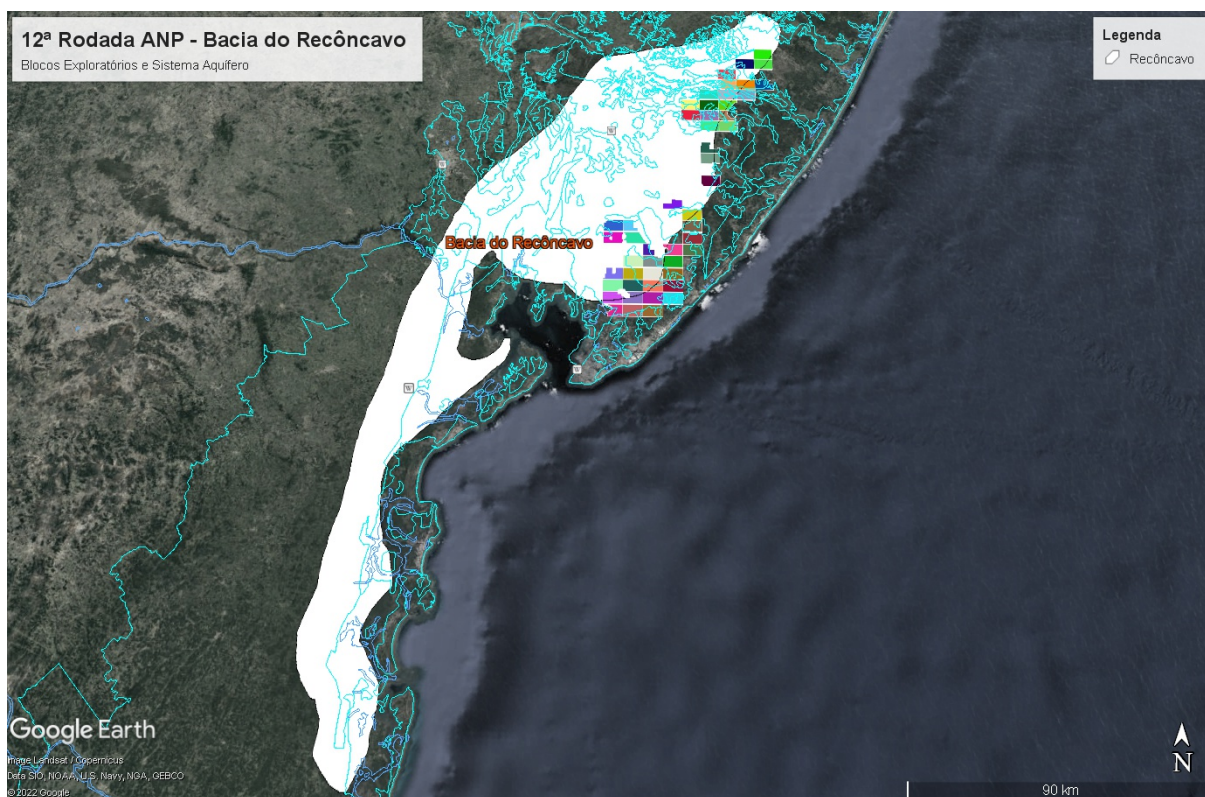 12ª Rodada ANP - Bacia do Recôncavo
Blocos Exploratórios e Sistema Aquífero
Legenda
Recôncavo
W
W
Bacia do Recôncavo
W
W
Google Earth
Image Landsat / Copernicus
Data SIO, NOAA, U.S. Navy, NGA, GEBCO
© 2022 Google
N
90 km